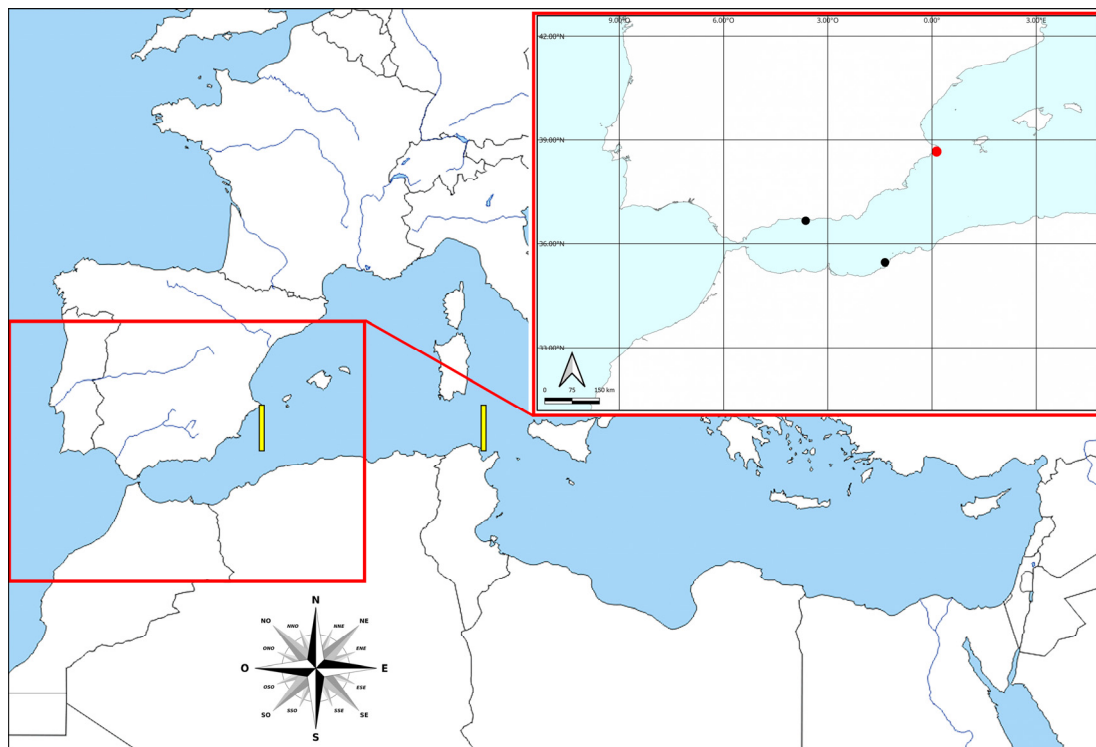 9.00°W 6.00°W 3.00°W 0.00° 3.00°E
42.00°N
39.00°N
36.00°N
33.00°N
0 75 150 km
N
NO NNO NNE NE
ONO ENE
O E
OSO ESE
SO SSO SSE SE
S